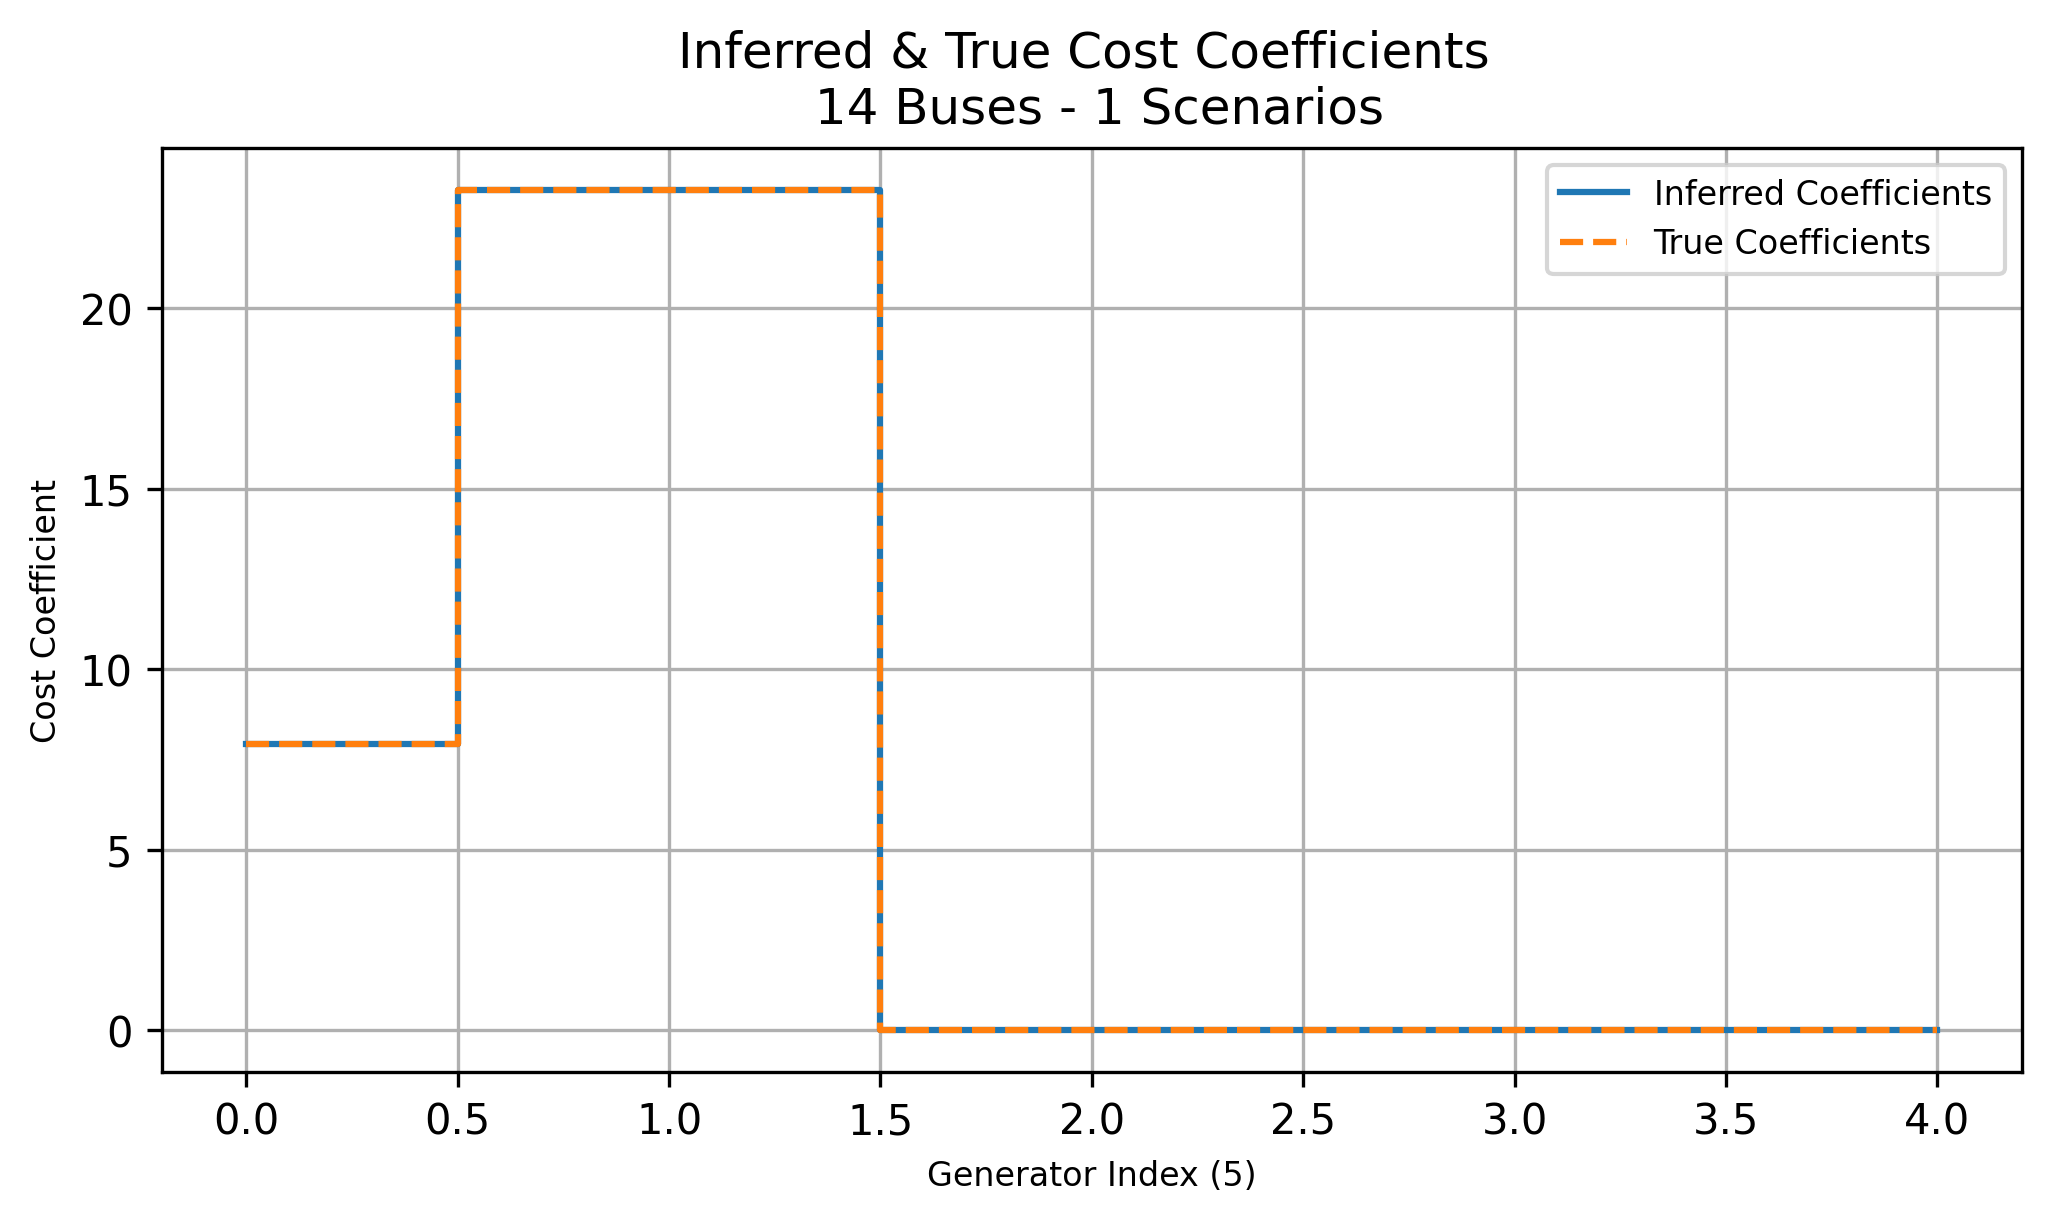 Inferred & True Cost Coefficients
14 Buses - 1 Scenarios
Inferred Coefficients
True Coefficients
Cost Coefficient
20
15
10
5
0
0.0 0.5 1.0 1.5 2.0 2.5 3.0 3.5 4.0
Generator Index (5)